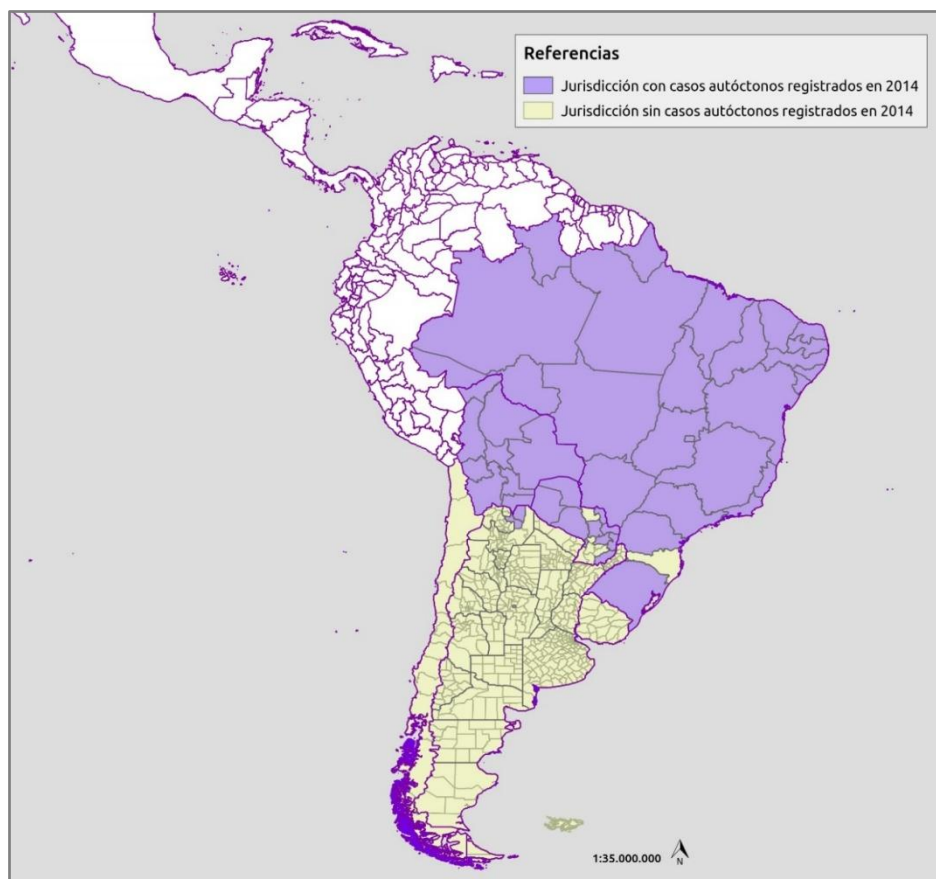 Referencias
Jurisdicción con casos autóctonos registrados en 2014
Jurisdicción sin casos autóctonos registrados en 2014
1:35.000.000
N